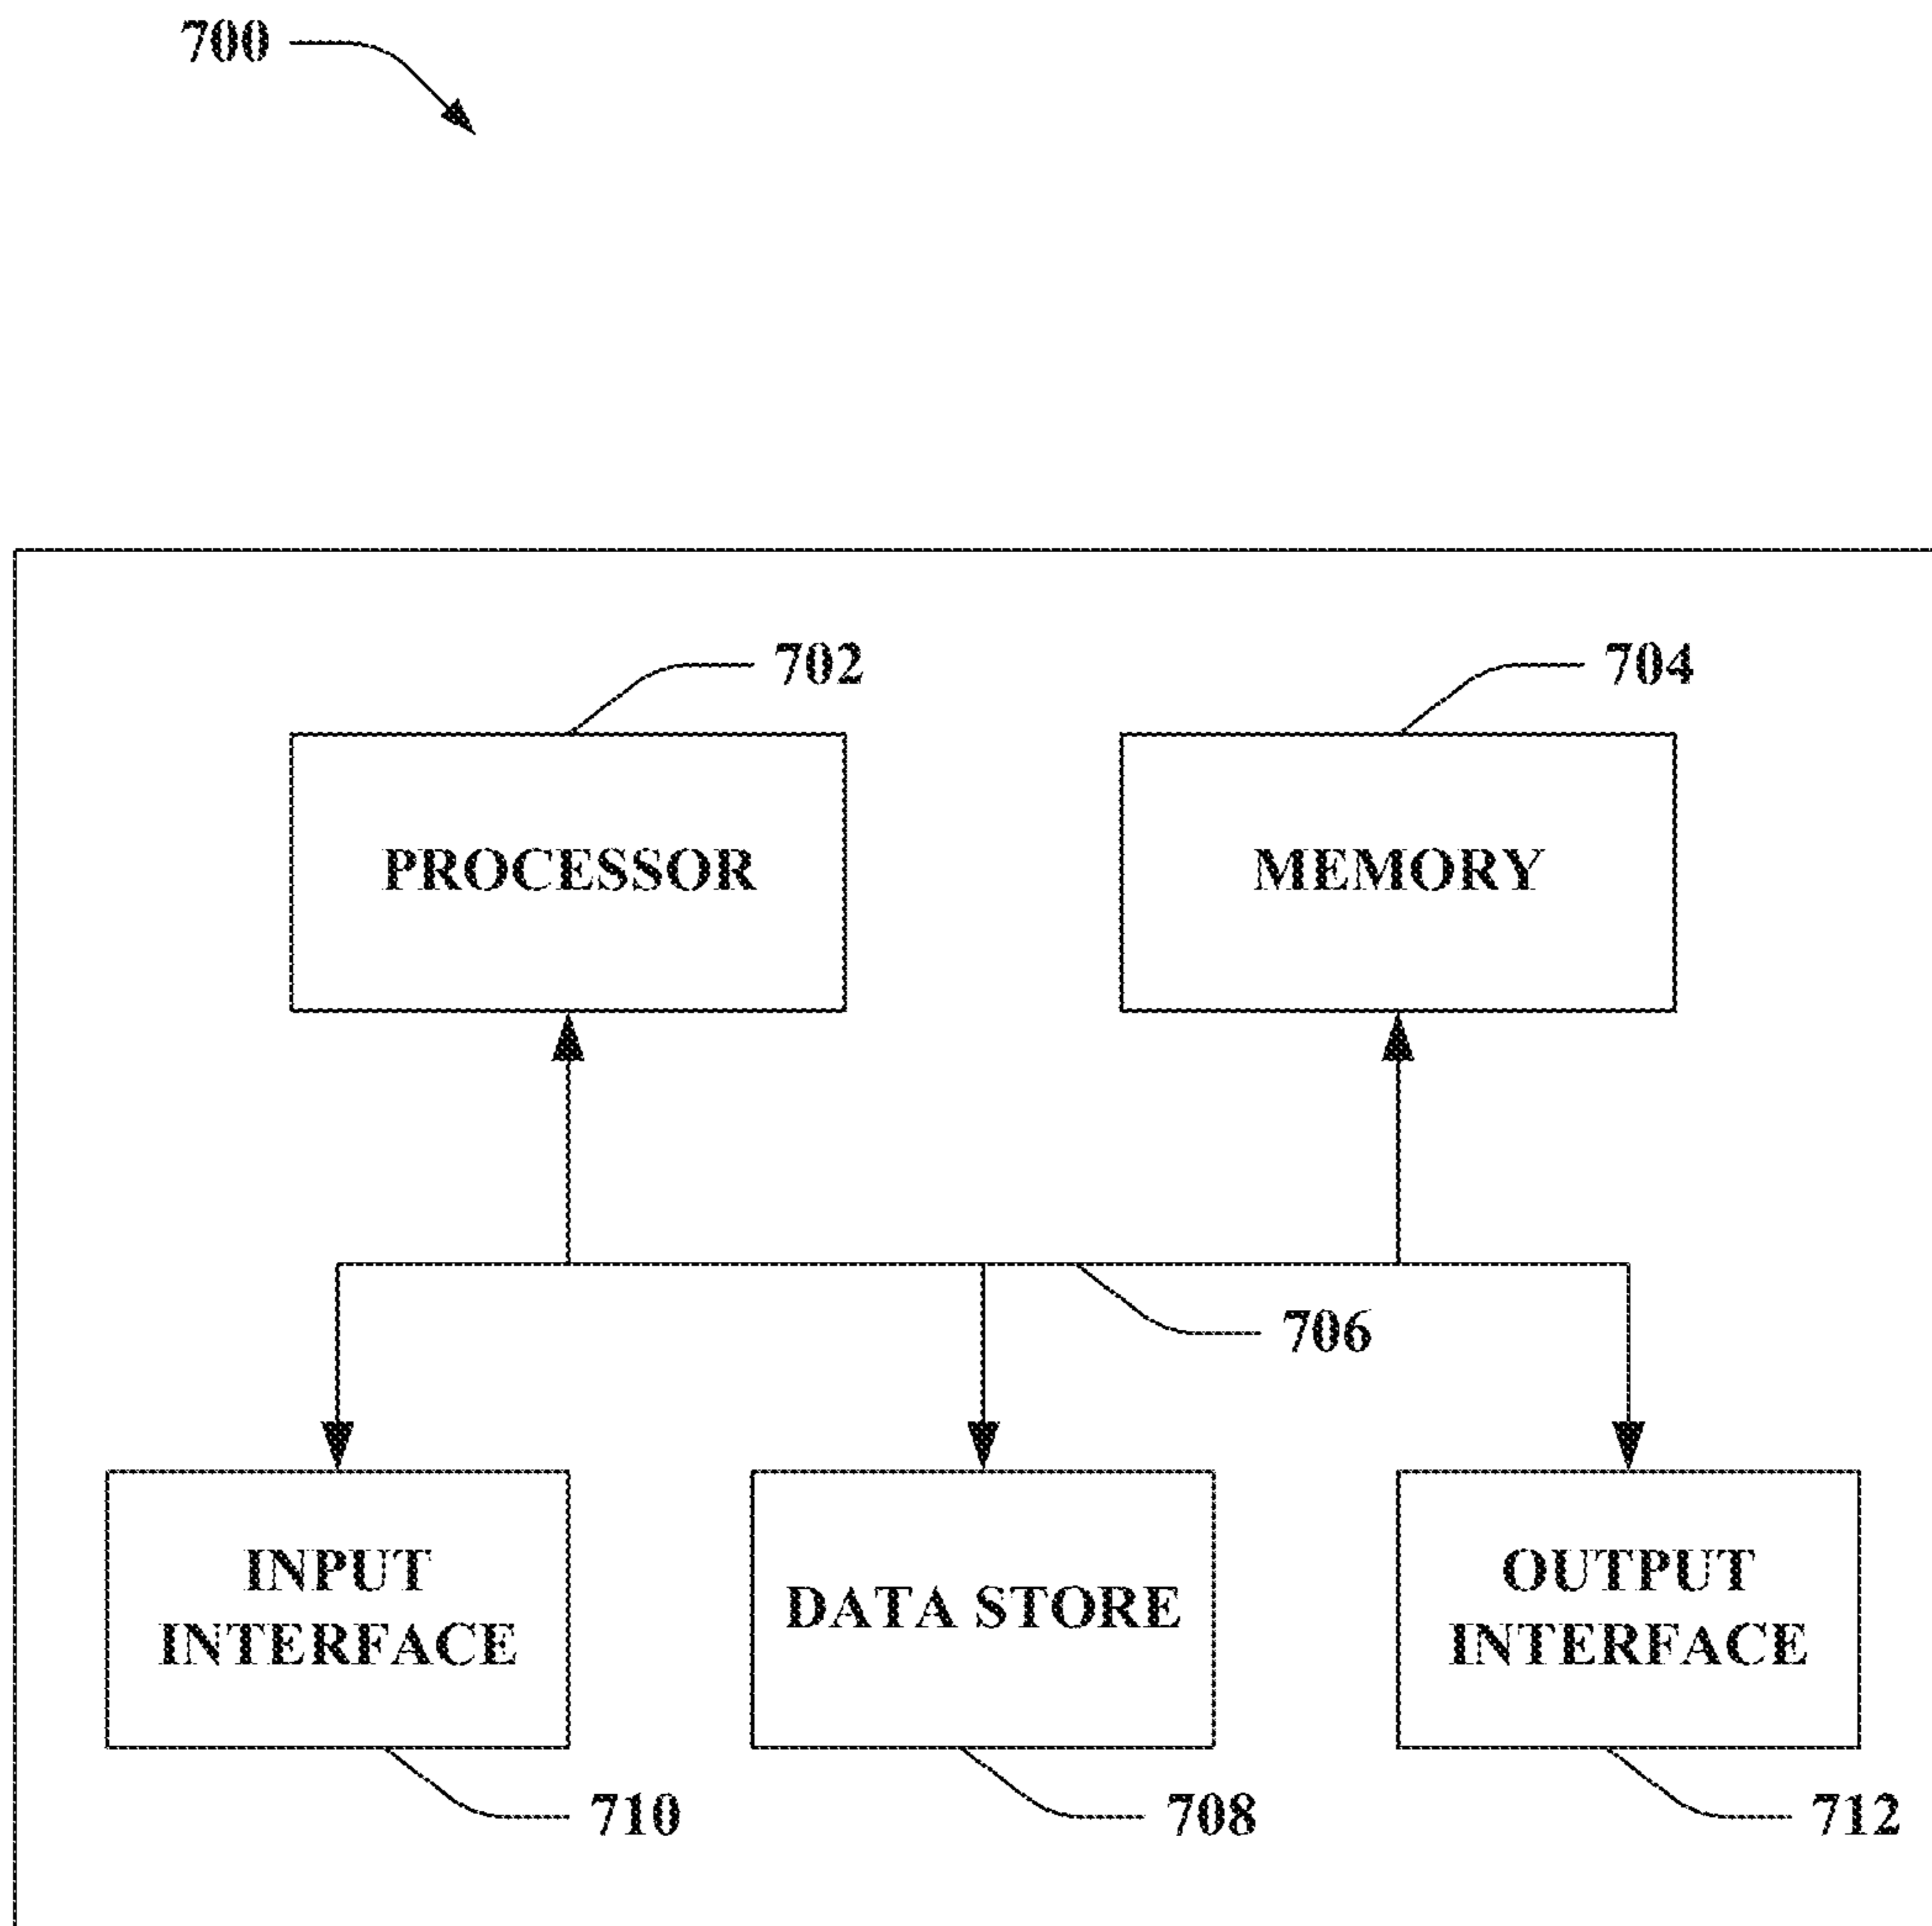 700
702
704
PROCESSOR
MEMORY
706
INPUT
INTERFACE
DATA STORE
OUTPUT
INTERFACE
710
708
712